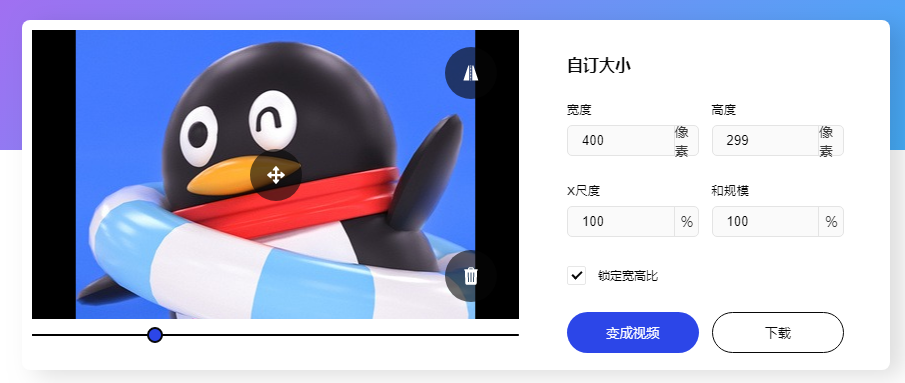 自订大小
宽度
高度
400 像素
299 像素
X尺度
和规模
100 %
100 %
锁定宽高比
变成视频
下载